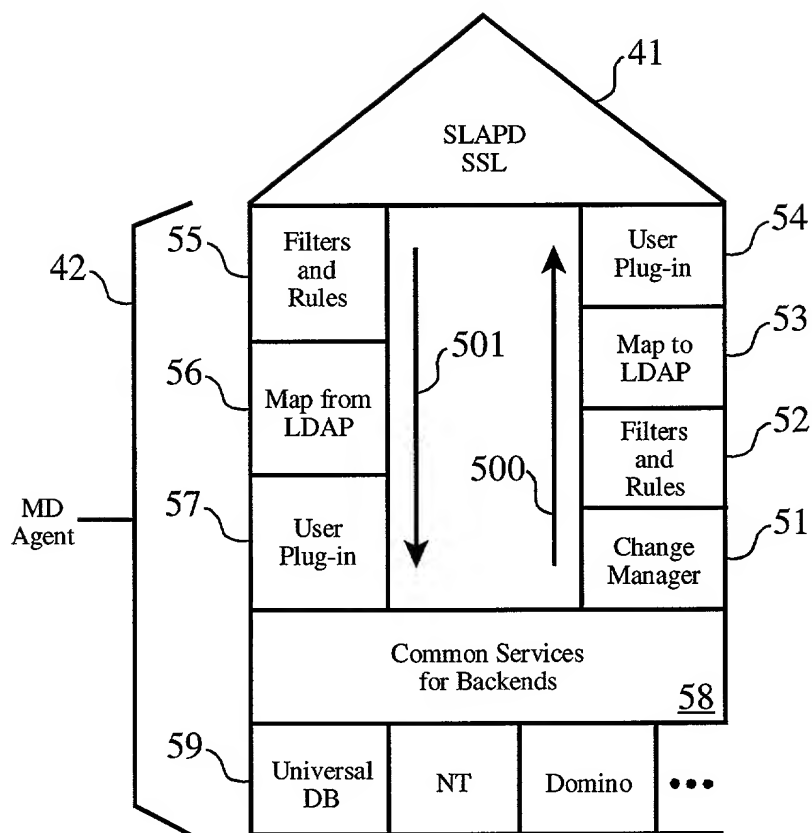 41
SLAPD
SSL
42
55
Filters
and
Rules
54
User
Plug-in
501
53
Map to
LDAP
56
Map from
LDAP
52
Filters
and
Rules
500
MD
Agent
57
User
Plug-in
51
Change
Manager
Common Services
for Backends
58
59
Universal
DB
NT
Domino
•••